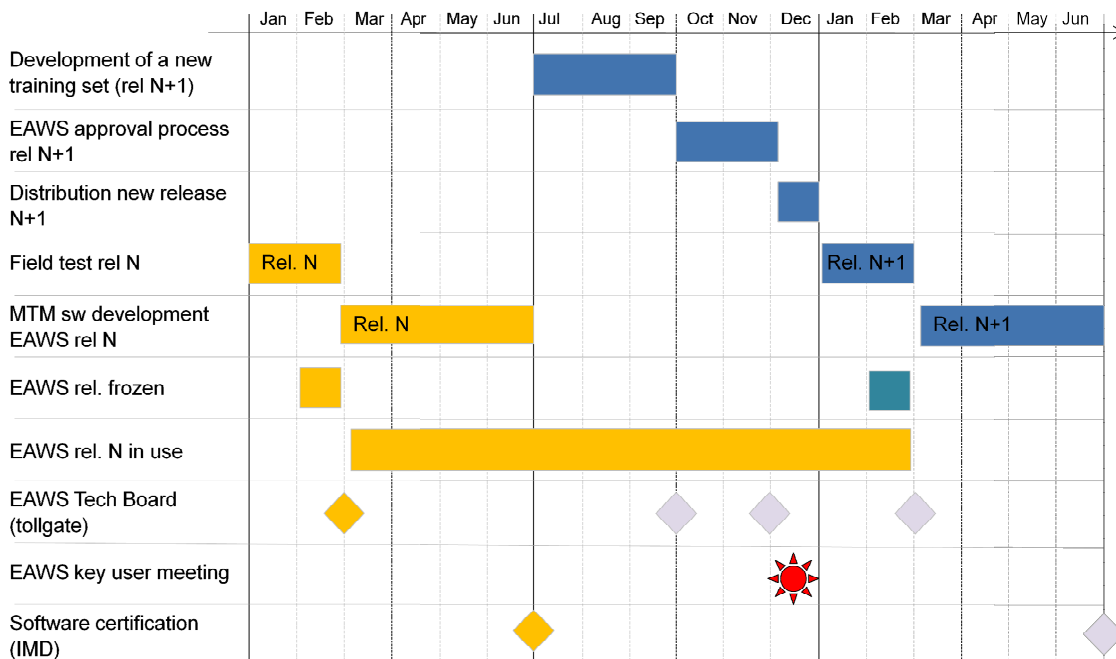 Jan Feb Mar Apr May Jun Jul Aug Sep Oct Nov Dec Jan Feb Mar Apr May Jun
Development of a new
training set (rel N+1)
EAWS approval process
rel N+1
Distribution new release
N+1
Field test rel N
Rel. N
Rel. N+1
MTM sw development
EAWS rel N
Rel. N
Rel. N+1
EAWS rel. frozen
EAWS rel. N in use
EAWS Tech Board
(tollgate)
EAWS key user meeting
Software certification
(IMD)